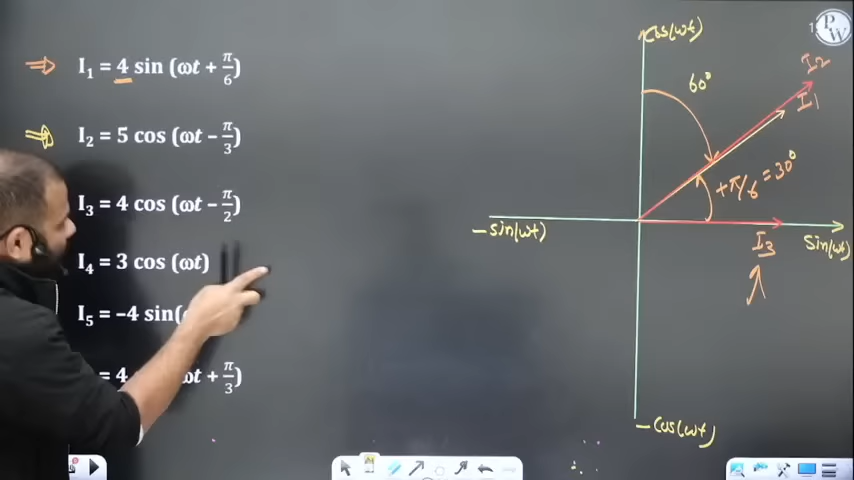 I₁ = 4 sin (ωt + π/6)
I₂ = 5 cos (ωt − π/3)
I₃ = 4 cos (ωt − π/2)
I₄ = 3 cos (ωt)
I₅ = −4 sin(
= 4 ωt + π/3)
Cos(ωt)
PW
60°
I₂
I₁
+π/6 = 30°
−sin(ωt)
I₃
Sin(ωt)
−Cos(ωt)